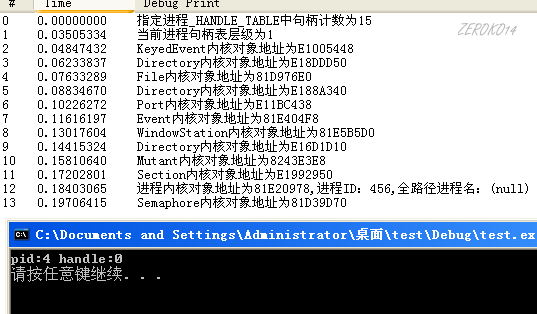 # Time Debug Print
ZEROK014
0 0.00000000 指定进程_HANDLE_TABLE中句柄计数为15
1 0.03505334 当前进程句柄表层级为1
2 0.04847432 KeyedEvent内核对象地址为E1005448
3 0.06233837 Directory内核对象地址为E18DDD50
4 0.07633289 File内核对象地址为81D976E0
5 0.08834670 Directory内核对象地址为E188A340
6 0.10226272 Port内核对象地址为E11BC438
7 0.11616197 Event内核对象地址为81E404F8
8 0.13017604 WindowStation内核对象地址为81E5B5D0
9 0.14415324 Directory内核对象地址为E16D1D10
10 0.15810640 Mutant内核对象地址为8243E3E8
11 0.17202801 Section内核对象地址为E1992950
12 0.18403065 进程内核对象地址为81E20978,进程ID: 456,全路径进程名: (null)
13 0.19706415 Semaphore内核对象地址为81D39D70
C:\Documents and Settings\Administrator\桌面\test\Debug\test.ex
pid:4 handle:0
请按任意键继续. . .